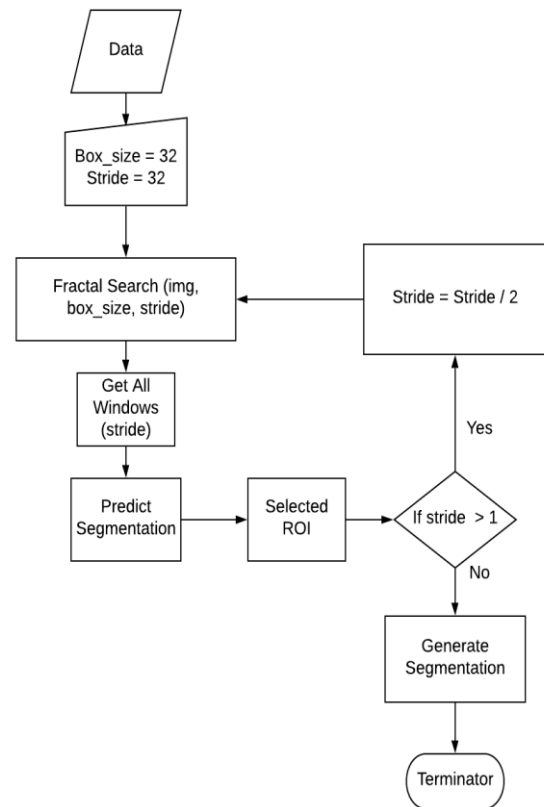 Data
Box_size = 32
Stride = 32
Fractal Search (img,
box_size, stride)
Stride = Stride / 2
Get All
Windows
(stride)
Yes
Predict
Segmentation
Selected
ROI
If stride > 1
No
Generate
Segmentation
Terminator